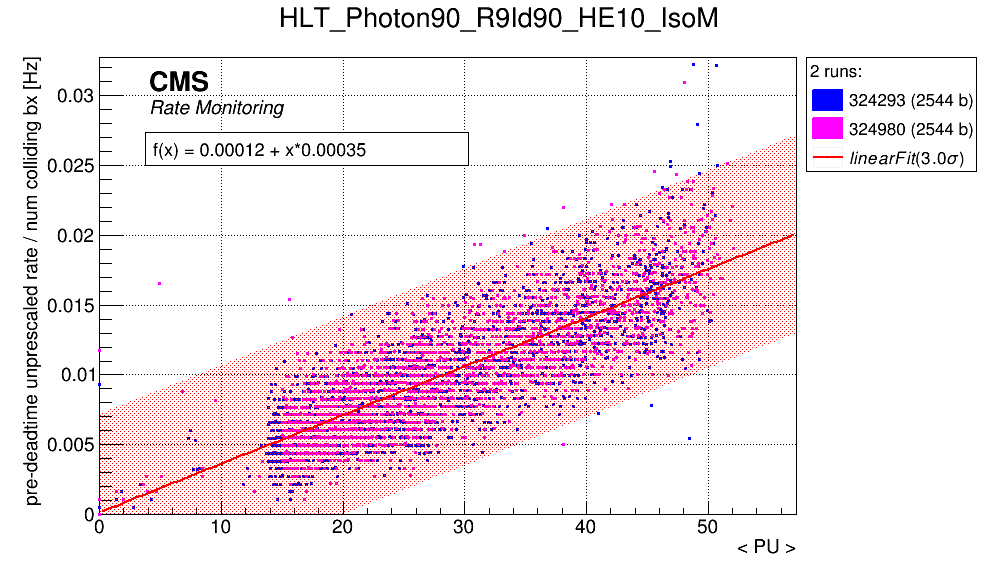 HLT_Photon90_R9Id90_HE10_IsoM
pre-deadtime unprescaled rate / num colliding bx [Hz]
CMS
Rate Monitoring
f(x) = 0.00012 + x*0.00035
0.03
0.025
0.02
0.015
0.01
0.005
0
0 10 20 30 40 50
< PU >
2 runs:
324293 (2544 b)
324980 (2544 b)
linearFit(3.0σ)